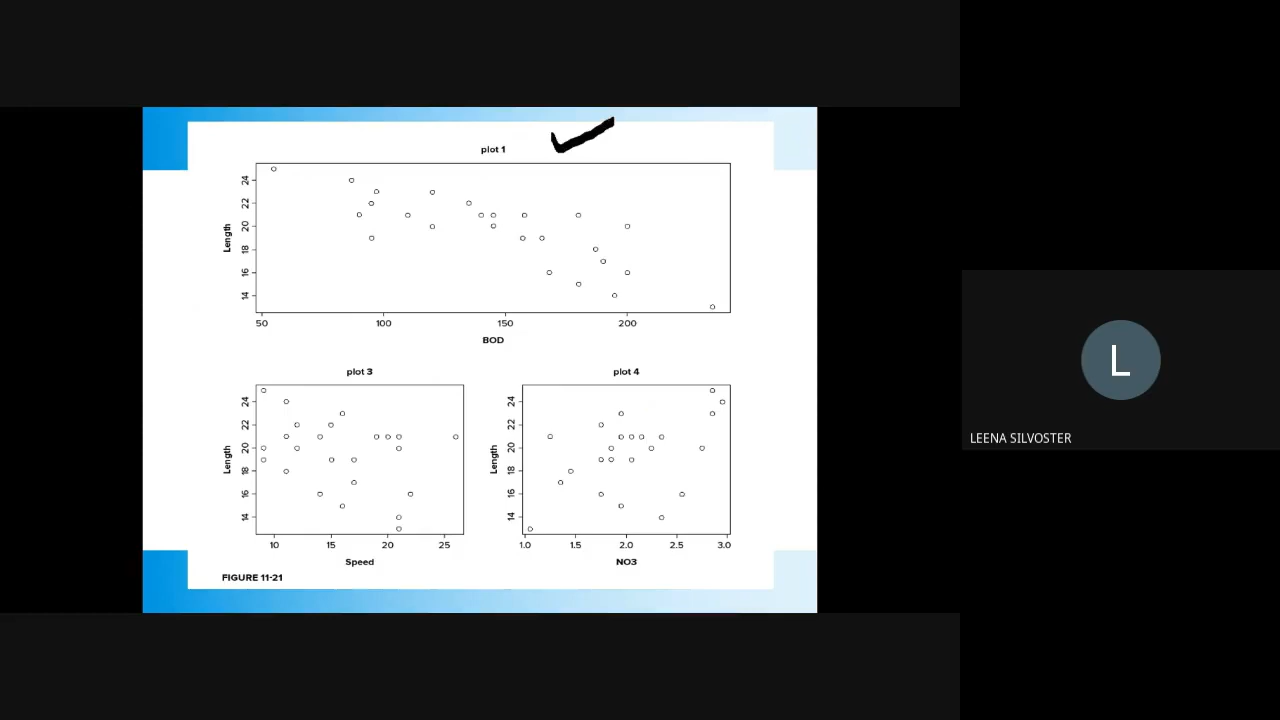 plot 1
Length
24
22
20
18
16
14
50 100 150 200
BOD
plot 3
Length
24
22
20
18
16
14
10 15 20 25
Speed
plot 4
Length
24
22
20
18
16
14
1.0 1.5 2.0 2.5 3.0
NO3
FIGURE 11-21
L
LEENA SILVOSTER